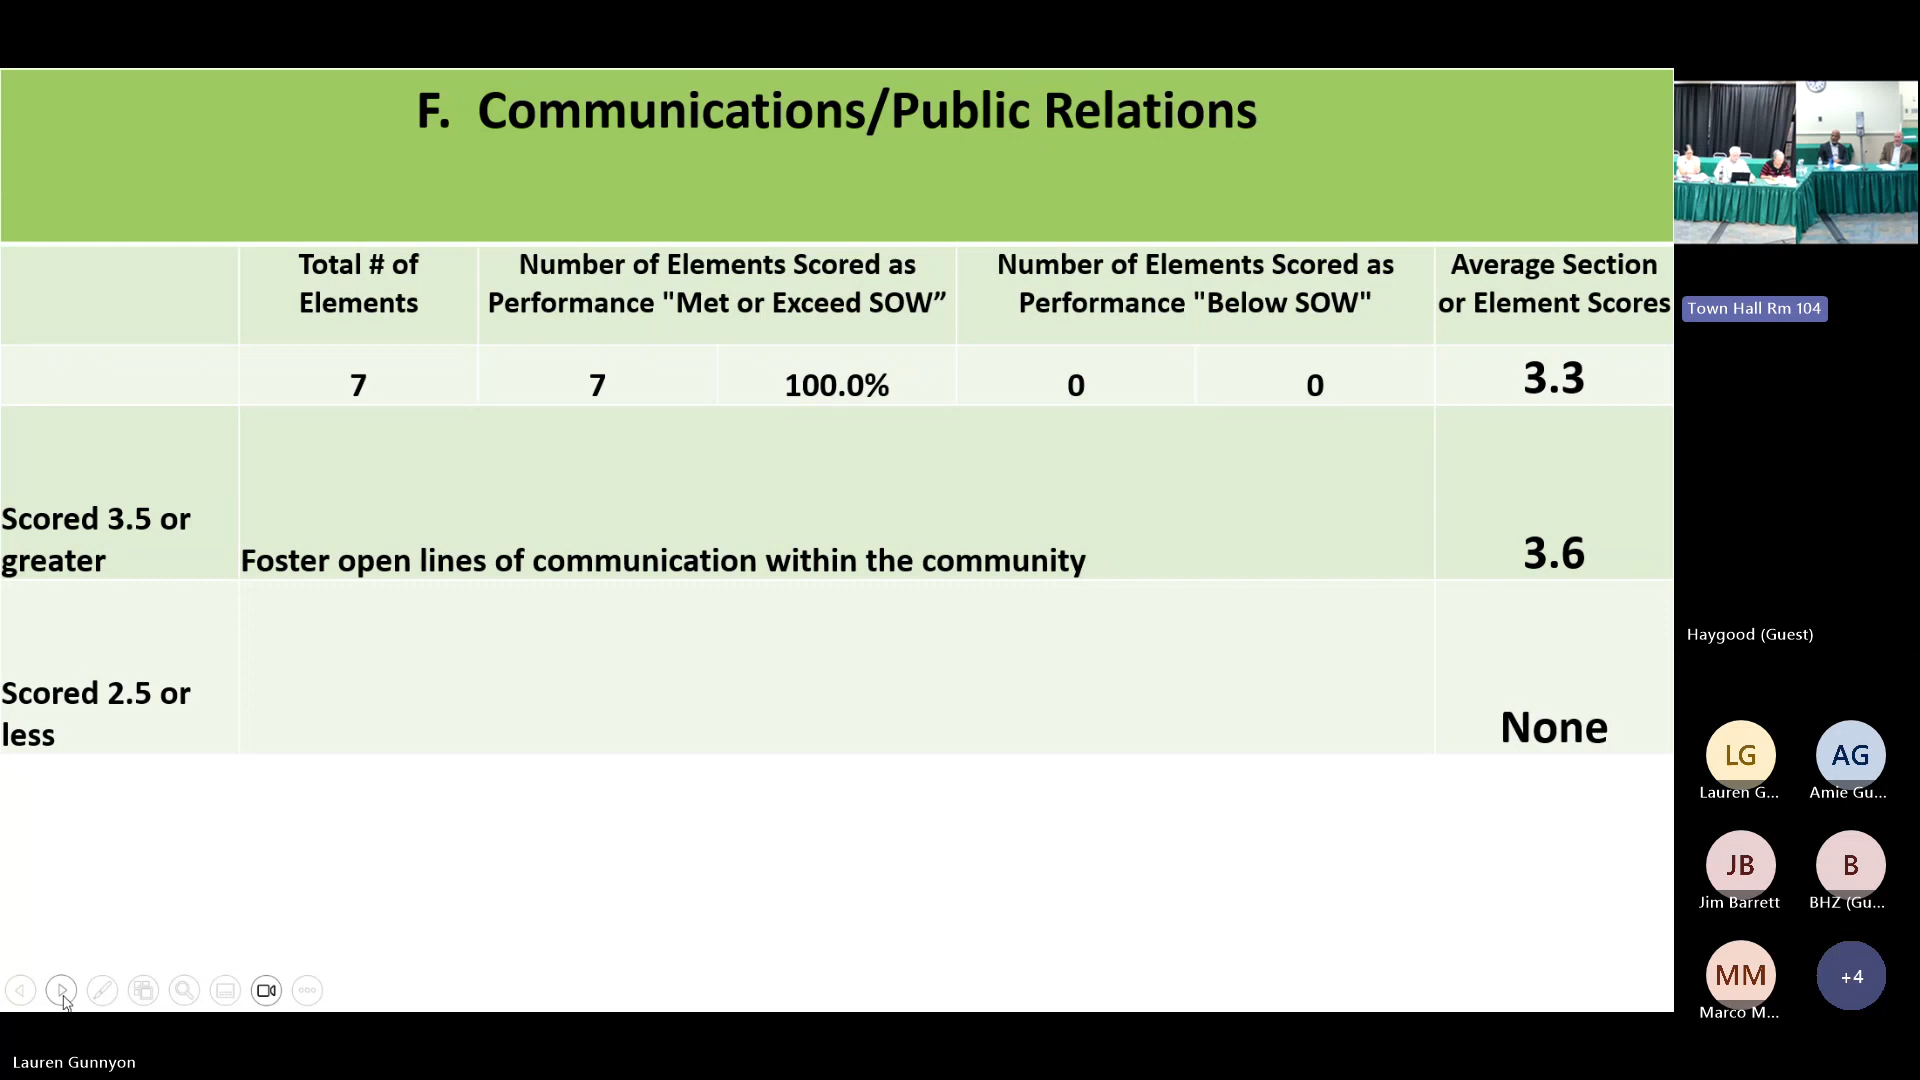 F. Communications/Public Relations
Total # of
Elements
Number of Elements Scored as
Performance "Met or Exceed SOW”
Number of Elements Scored as
Performance "Below SOW"
Average Section
or Element Scores
7
7
100.0%
0
0
3.3
Scored 3.5 or
greater
Foster open lines of communication within the community
3.6
Scored 2.5 or
less
None
Town Hall Rm 104
Haygood (Guest)
LG
Lauren G...
AG
Amie Gu...
JB
Jim Barrett
B
BHZ (Gu...
MM
Marco M...
+4
Lauren Gunnyon